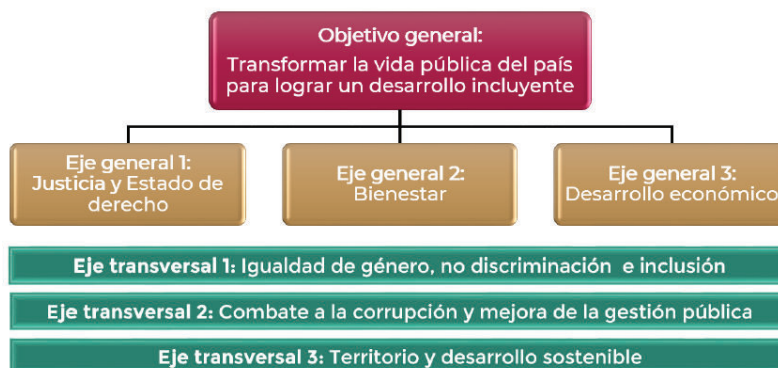 Objetivo general:
Transformar la vida pública del país
para lograr un desarrollo incluyente
Eje general 1:
Justicia y Estado de
derecho
Eje general 2:
Bienestar
Eje general 3:
Desarrollo económico
Eje transversal 1: Igualdad de género, no discriminación e inclusión
Eje transversal 2: Combate a la corrupción y mejora de la gestión pública
Eje transversal 3: Territorio y desarrollo sostenible